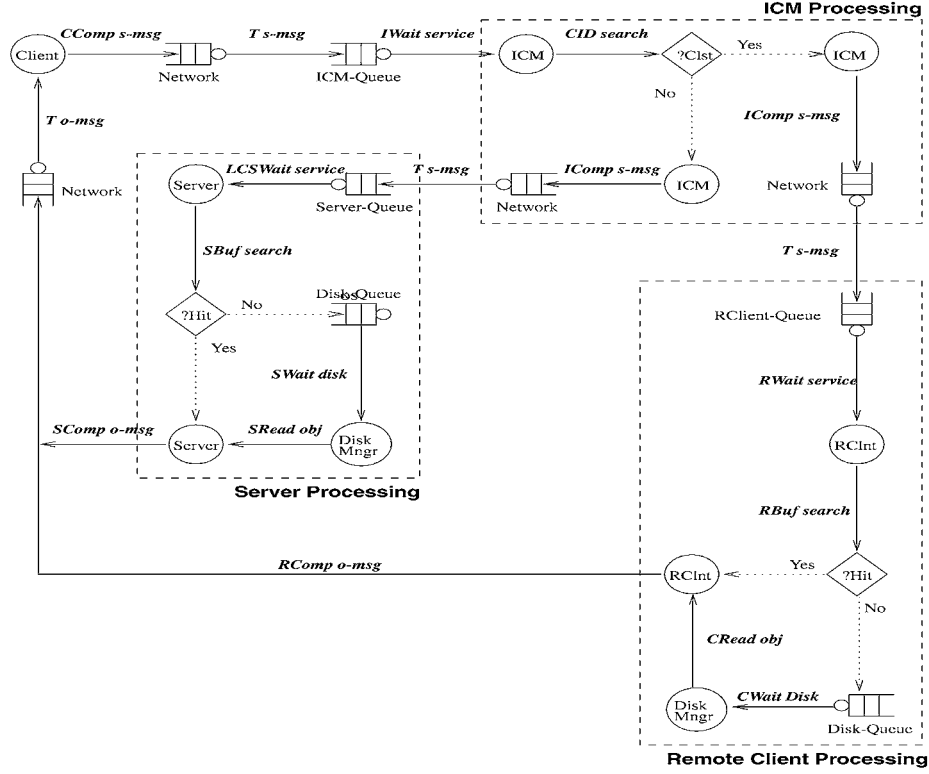 ICM Processing
CComp s-msg
T s-msg
IWait service
CID search
Yes
Client
ICM
?Clst
ICM
Network
ICM-Queue
No
IComp s-msg
T o-msg
LCSWait service
T s-msg
IComp s-msg
Network
Server
ICM
Network
Server-Queue
Network
SBuf search
T s-msg
Disk-Queue
No
?Hit
RClient-Queue
Yes
SWait disk
RWait service
SComp o-msg
SRead obj
Server
Disk
Mngr
RCInt
Server Processing
RBuf search
RComp o-msg
Yes
RCInt
?Hit
No
CRead obj
CWait Disk
Disk
Mngr
Disk-Queue
Remote Client Processing